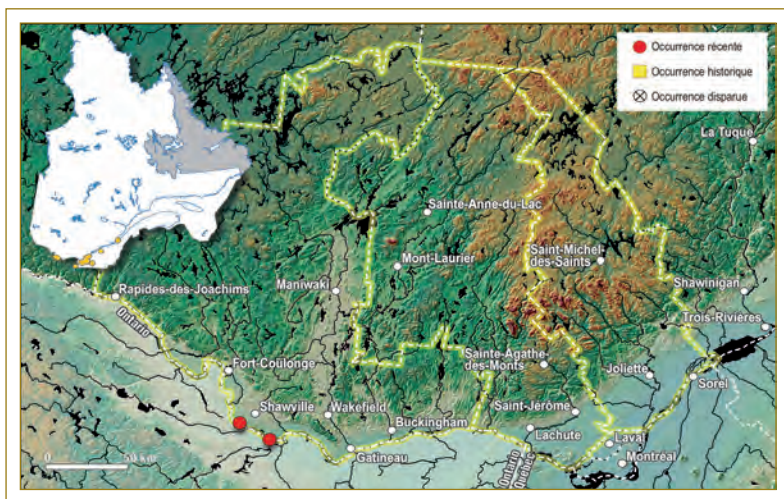 Occurrence récente
Occurrence historique
Occurrence disparue
La Tuque
Sainte-Anne-du-Lac
Mont-Laurier
Saint-Michel-
des-Saints
Maniwaki
Rapides-des-Joachims
Shawinigan
Trois-Rivières
Ontario
Fort-Coulonge
Sainte-Agathe-
des-Monts
Joliette
Sorel
Shawville
Wakefield
Saint-Jérôme
Buckingham
Lachute
Laval
Gatineau
Montréal
Ontario
Québec
0 50 km